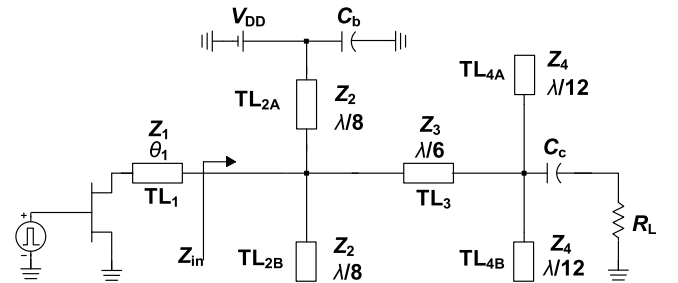 V_DD
C_b
TL_2A
Z_2
λ/8
TL_4A
Z_4
λ/12
Z_1
θ_1
TL_1
Z_3
λ/6
TL_3
C_c
R_L
+
-
Z_in
TL_2B
Z_2
λ/8
TL_4B
Z_4
λ/12